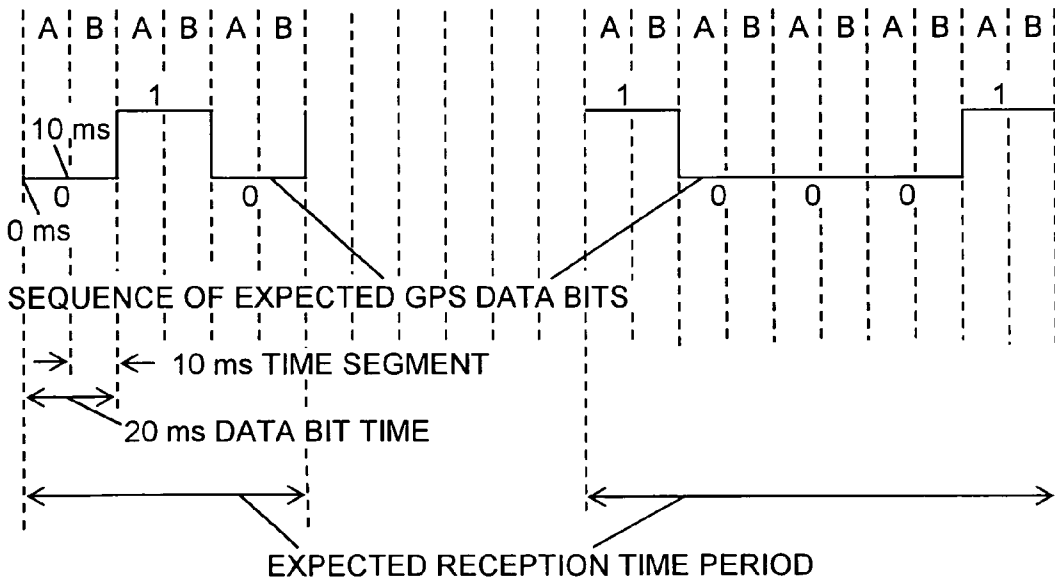 A B A B A B A B A B A B A B A B
1 1 1
10 ms
0 0 0 0 0
0 ms
SEQUENCE OF EXPECTED GPS DATA BITS
10 ms TIME SEGMENT
20 ms DATA BIT TIME
EXPECTED RECEPTION TIME PERIOD